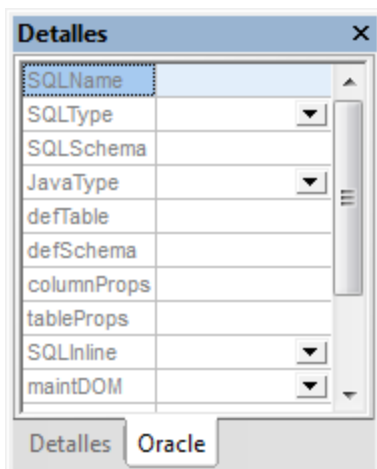 Detalles
SQLName
SQLType
SQLSchema
JavaType
defTable
defSchema
columnProps
tableProps
SQLInline
maintDOM
Detalles Oracle